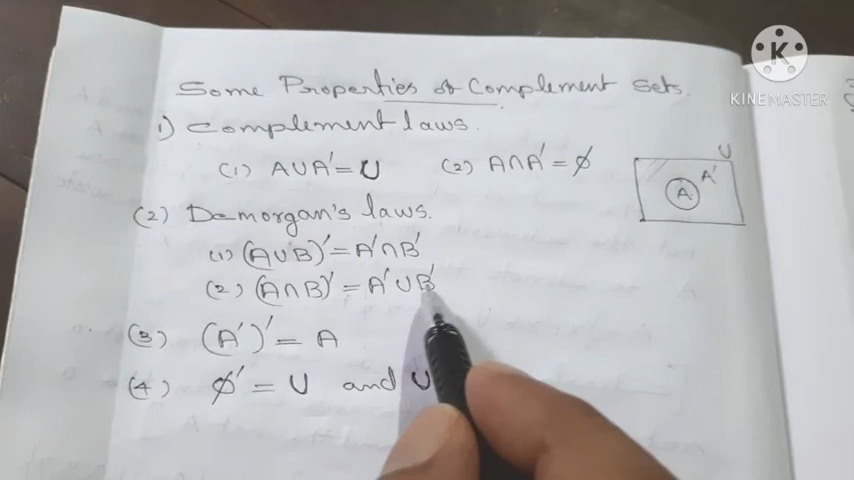 Some Properties of Complement Sets.
1) Complement laws.
(1) A∪A′=U (2) A∩A′=∅
(2) Demorgan's laws.
(1) (A∪B)′=A′∩B′
(2) (A∩B)′=A′∪B′
(3) (A′)′=A
(4) ∅′=U and U
U
A′
A
KINEMASTER